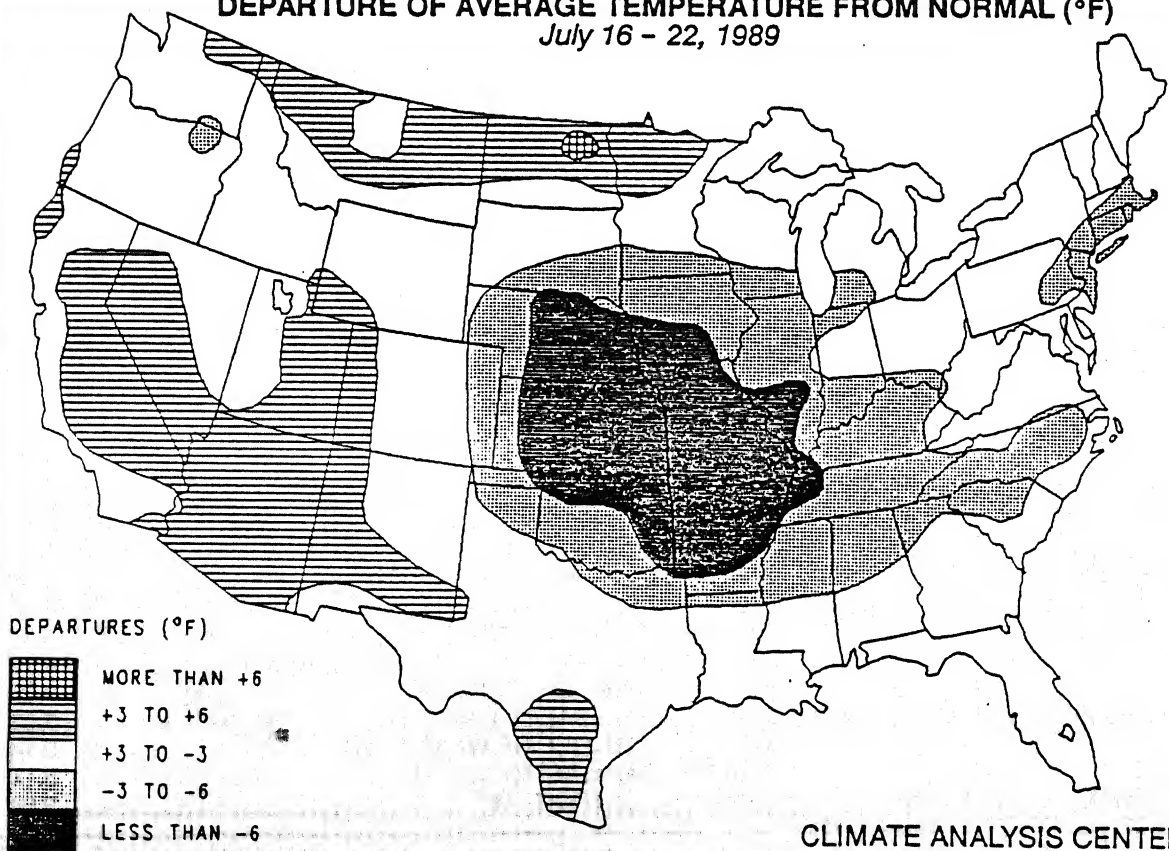 DEPARTURE OF AVERAGE TEMPERATURE FROM NORMAL (°F)
July 16 – 22, 1989
DEPARTURES (°F)
MORE THAN +6
+3 TO +6
+3 TO -3
-3 TO -6
LESS THAN -6
CLIMATE ANALYSIS CENTE